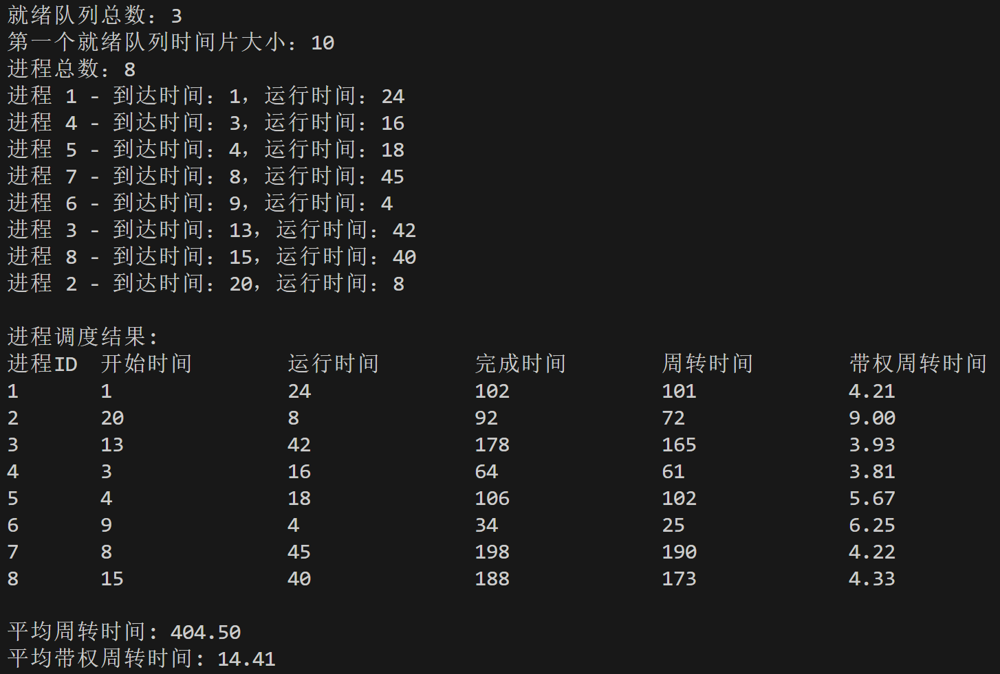 就绪队列总数：3
第一个就绪队列时间片大小：10
进程总数：8
进程 1 - 到达时间：1，运行时间：24
进程 4 - 到达时间：3，运行时间：16
进程 5 - 到达时间：4，运行时间：18
进程 7 - 到达时间：8，运行时间：45
进程 6 - 到达时间：9，运行时间：4
进程 3 - 到达时间：13，运行时间：42
进程 8 - 到达时间：15，运行时间：40
进程 2 - 到达时间：20，运行时间：8
进程调度结果：
进程ID 开始时间 运行时间 完成时间 周转时间 带权周转时间
1 1 24 102 101 4.21
2 20 8 92 72 9.00
3 13 42 178 165 3.93
4 3 16 64 61 3.81
5 4 18 106 102 5.67
6 9 4 34 25 6.25
7 8 45 198 190 4.22
8 15 40 188 173 4.33
平均周转时间：404.50
平均带权周转时间：14.41